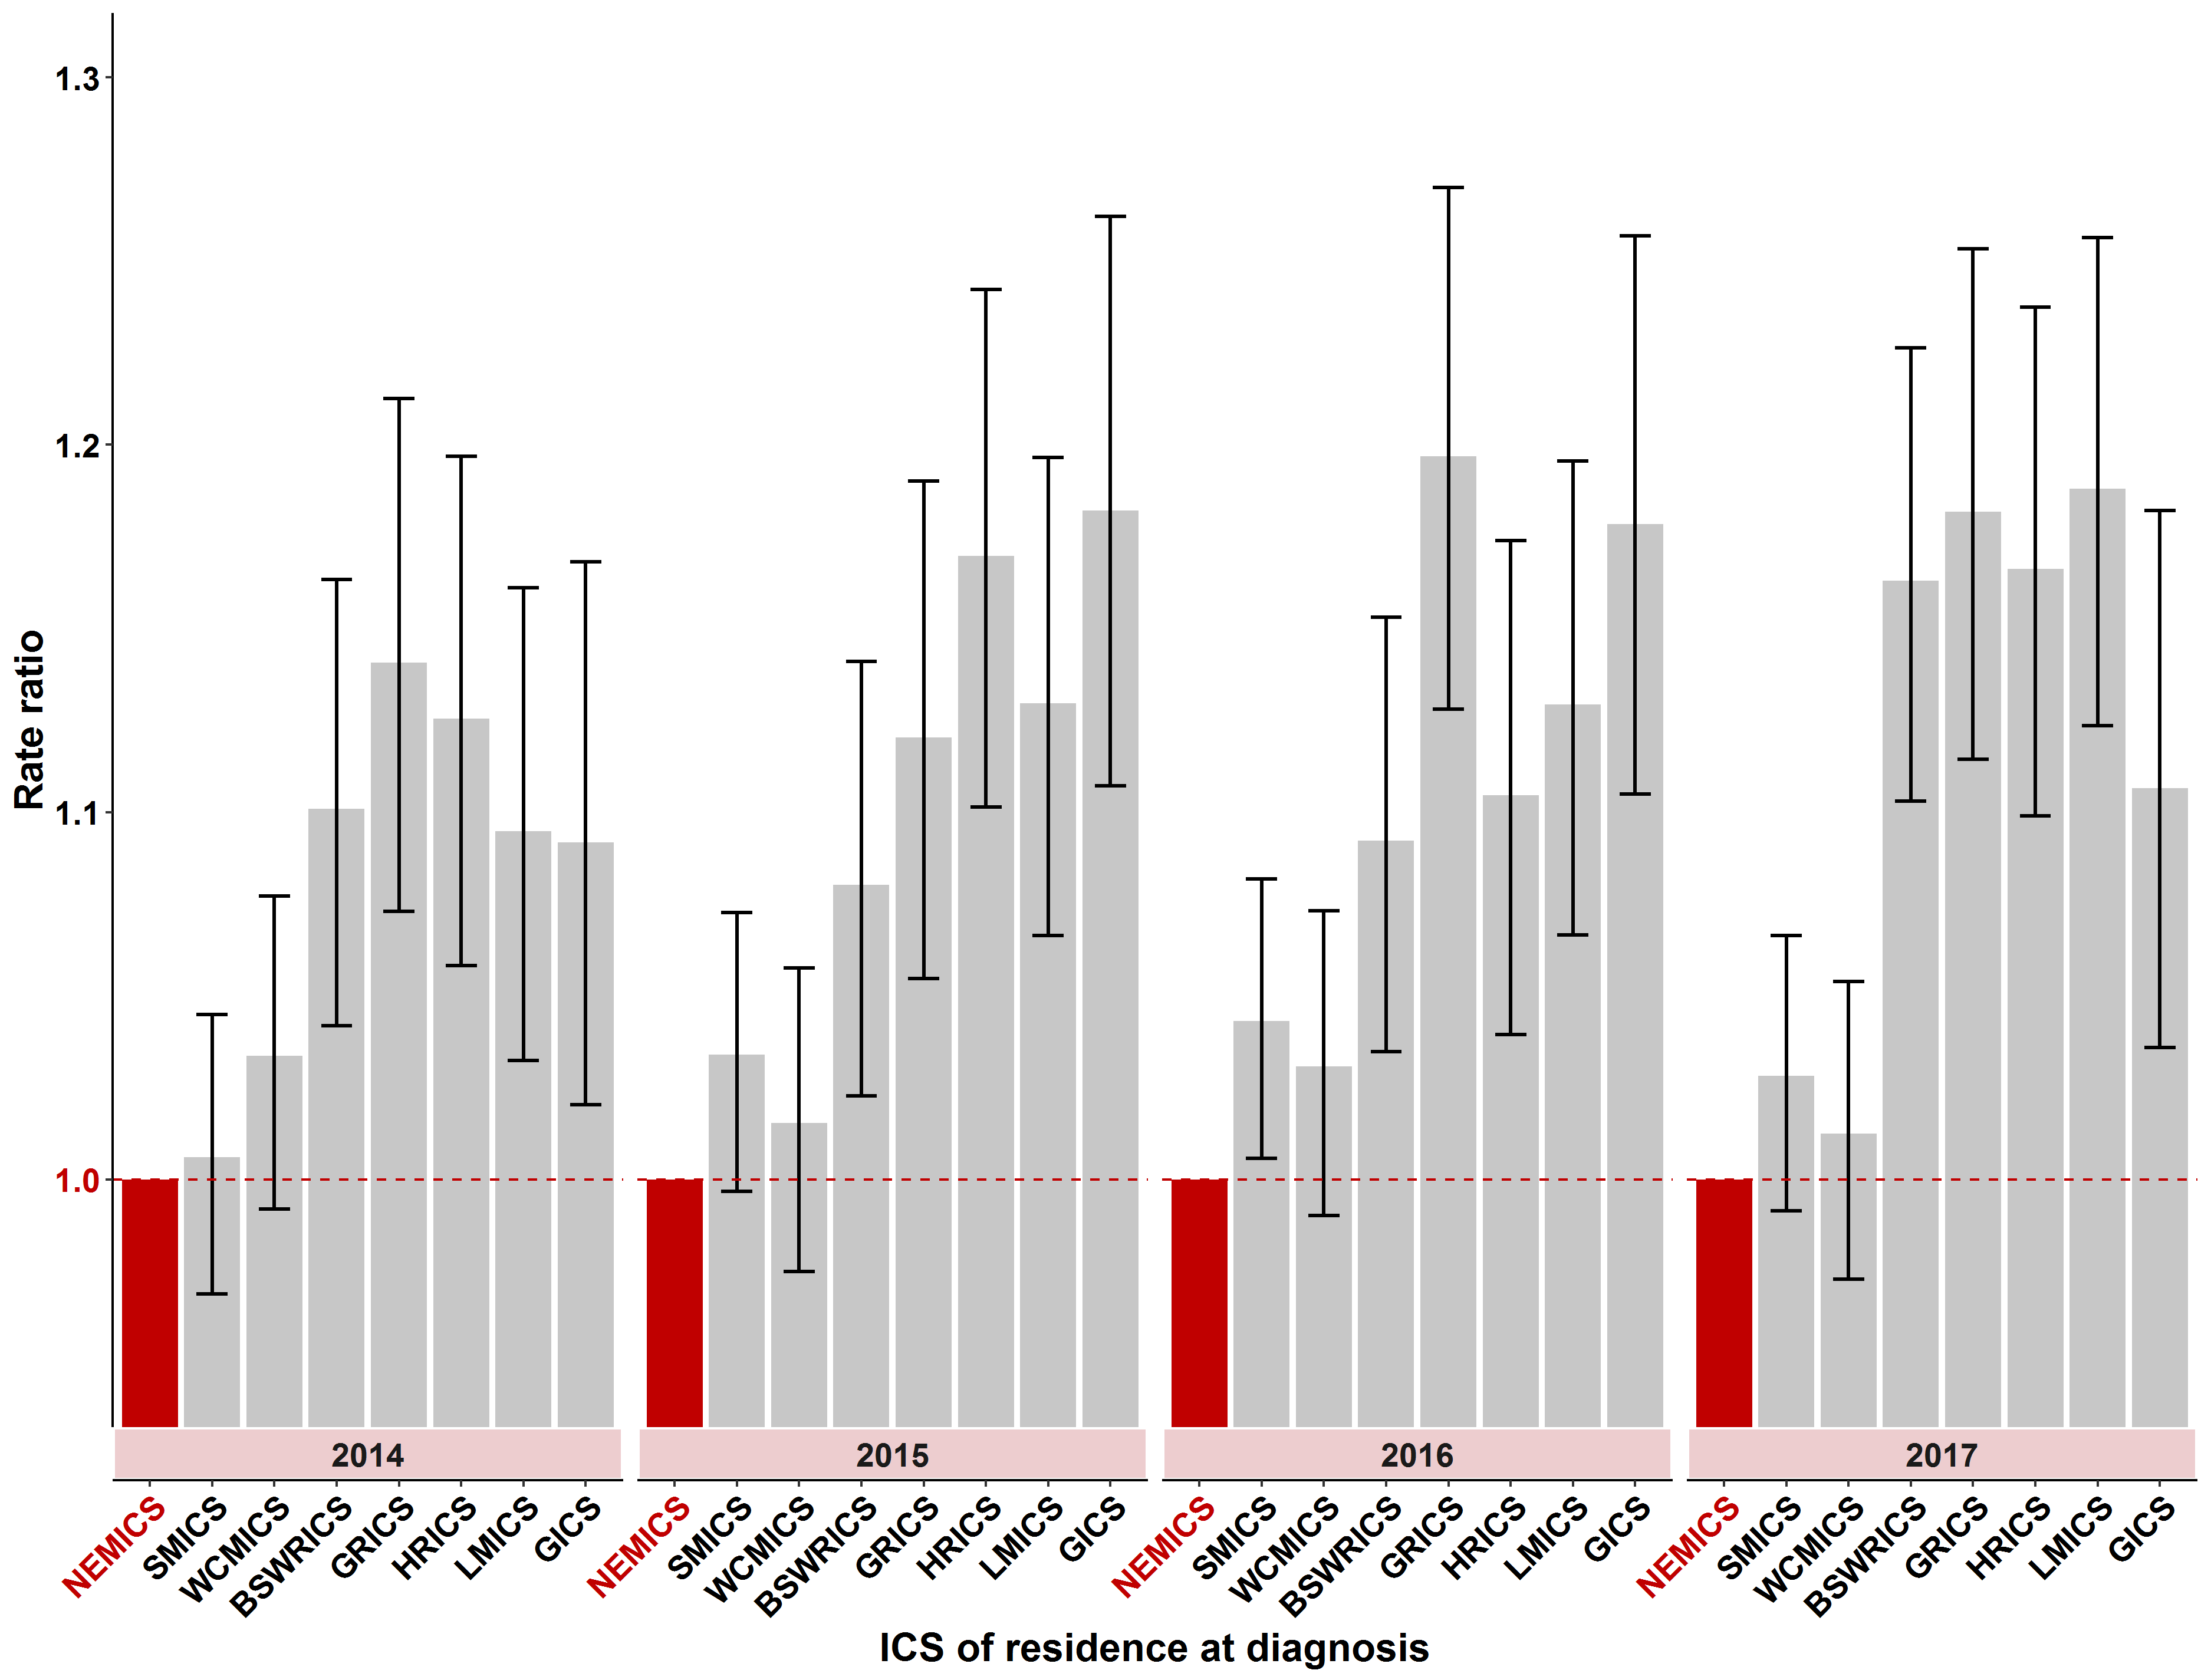 1.3
1.2
1.1
1.0
Rate ratio
2014
2015
2016
2017
NEMICS
SMICS
WCMICS
BSWRICS
GRICS
HRICS
LMICS
GICS
NEMICS
SMICS
WCMICS
BSWRICS
GRICS
HRICS
LMICS
GICS
NEMICS
SMICS
WCMICS
BSWRICS
GRICS
HRICS
LMICS
GICS
NEMICS
SMICS
WCMICS
BSWRICS
GRICS
HRICS
LMICS
GICS
ICS of residence at diagnosis